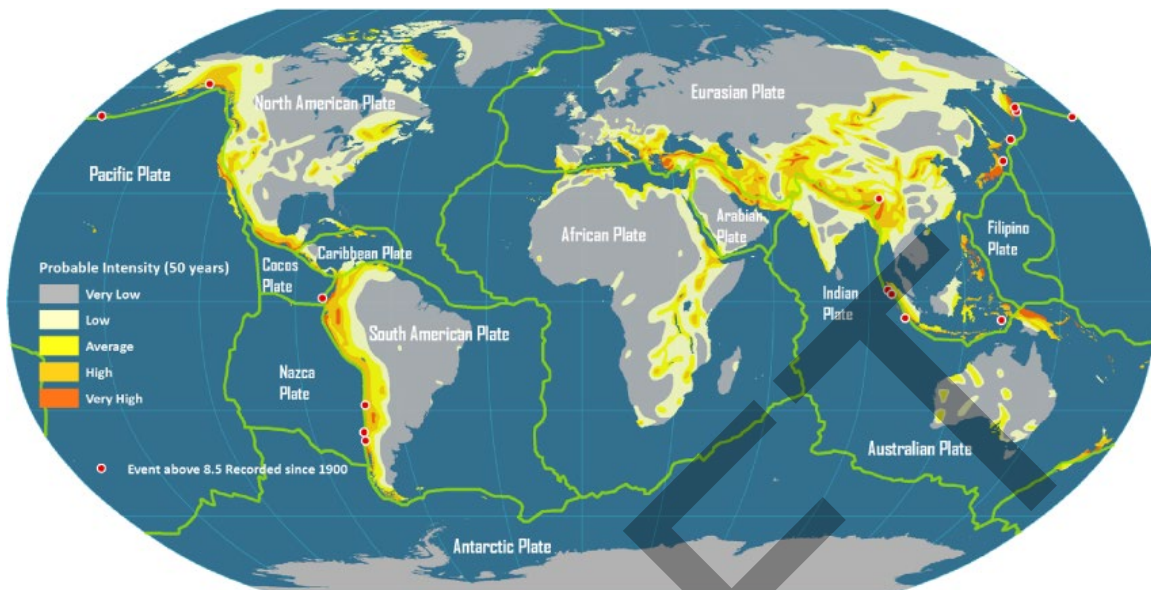 North American Plate
Eurasian Plate
Pacific Plate
Filipino
Plate
Arabian
Plate
African Plate
Caribbean Plate
Cocos
Plate
Probable Intensity (50 years)
Very Low
Low
Average
High
Very High
Indian
Plate
South American Plate
Nazca
Plate
Australian Plate
Event above 8.5 Recorded since 1900
Antarctic Plate